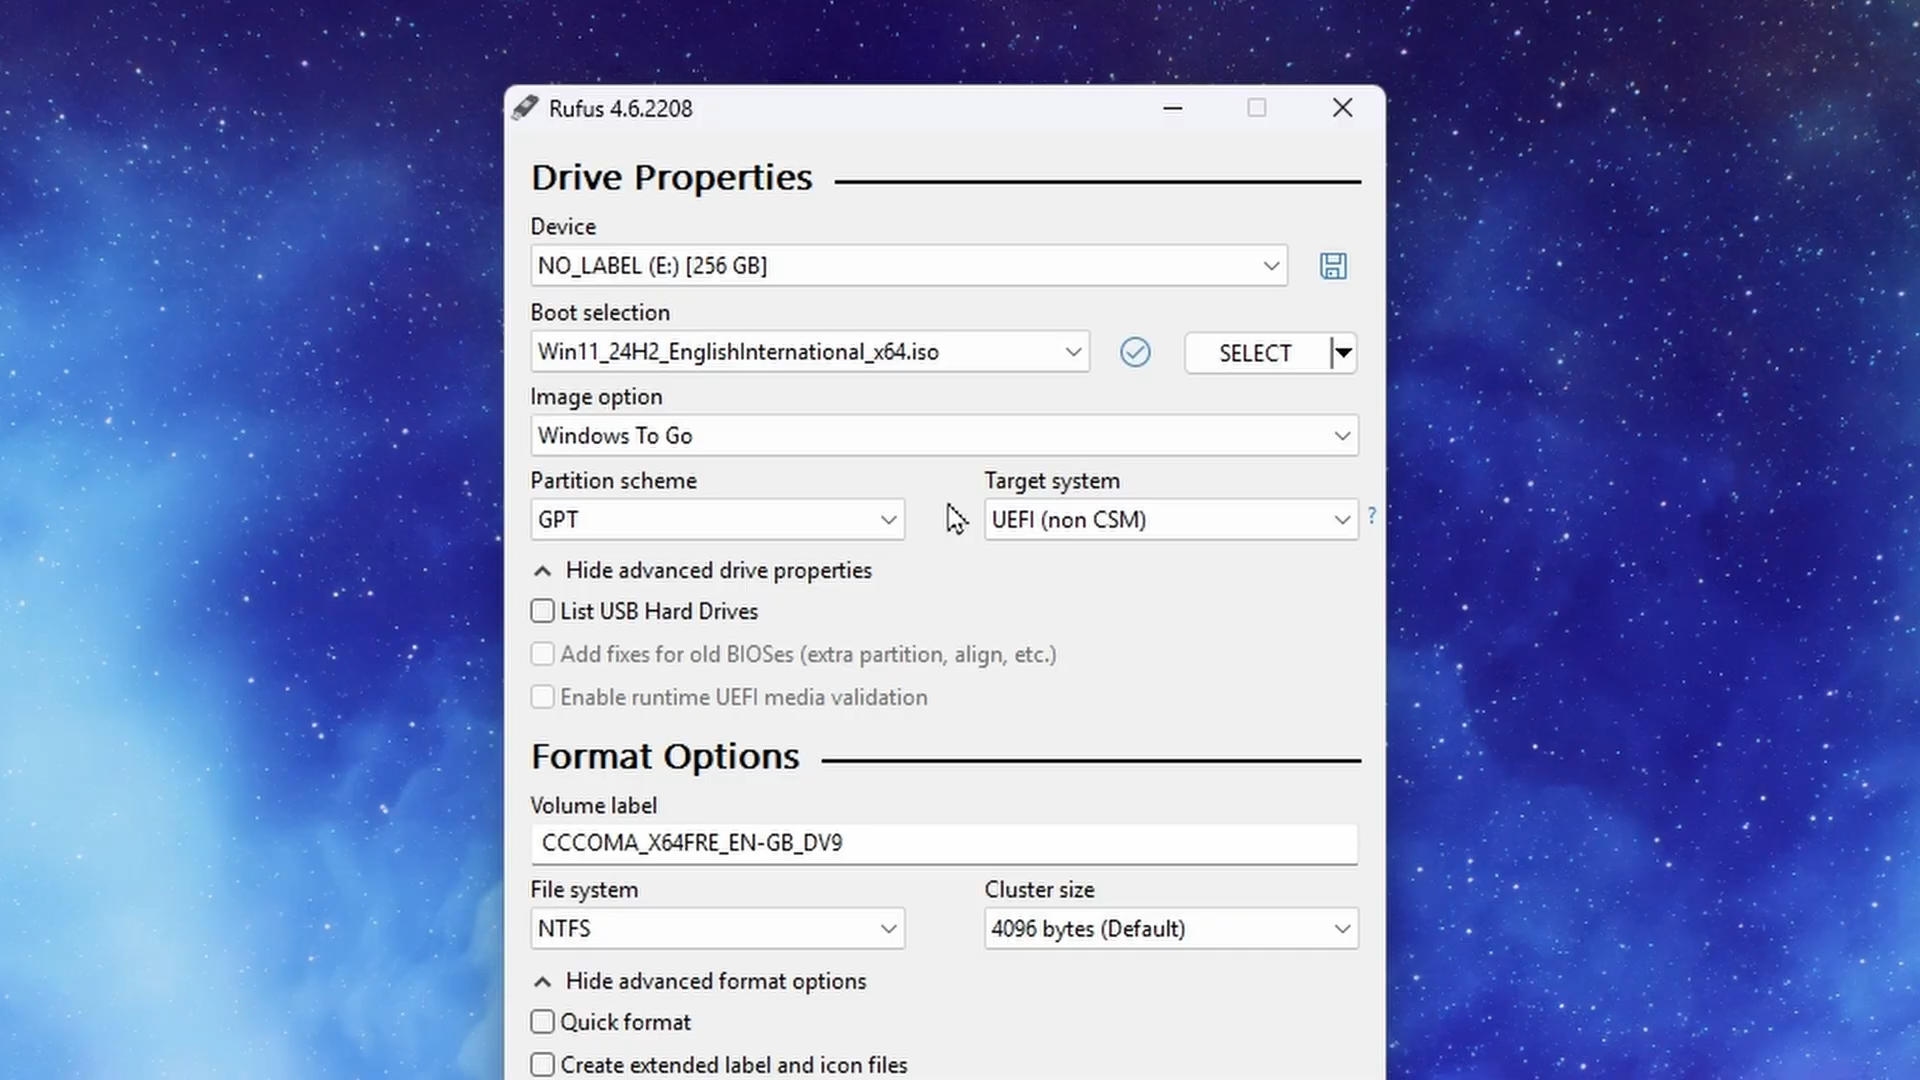 Rufus 4.6.2208
Drive Properties
Device
NO_LABEL (E:) [256 GB]
Boot selection
Win11_24H2_EnglishInternational_x64.iso
SELECT
Image option
Windows To Go
Partition scheme
Target system
GPT
UEFI (non CSM)
?
Hide advanced drive properties
List USB Hard Drives
Add fixes for old BIOSes (extra partition, align, etc.)
Enable runtime UEFI media validation
Format Options
Volume label
CCCOMA_X64FRE_EN-GB_DV9
File system
Cluster size
NTFS
4096 bytes (Default)
Hide advanced format options
Quick format
Create extended label and icon files